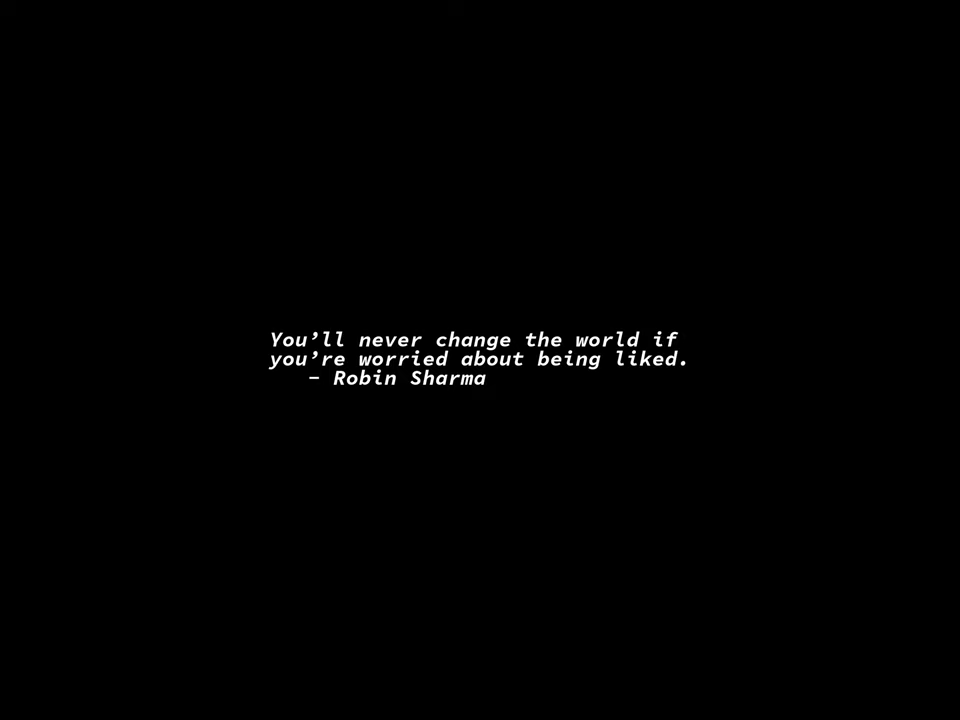 You’ll never change the world if
you’re worried about being liked.
– Robin Sharma